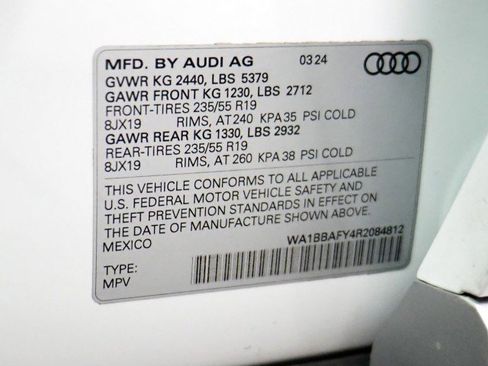 MFD. BY AUDI AG 03 24
GVWR KG 2440, LBS 5379
GAWR FRONT KG 1230, LBS 2712
FRONT-TIRES 235/55 R19
8JX19 RIMS, AT 240 KPA 35 PSI COLD
GAWR REAR KG 1330, LBS 2932
REAR-TIRES 235/55 R19
8JX19 RIMS, AT 260 KPA 38 PSI COLD
THIS VEHICLE CONFORMS TO ALL APPLICABLE
U.S. FEDERAL MOTOR VEHICLE SAFETY AND
THEFT PREVENTION STANDARDS IN EFFECT ON
THE DATE OF MANUFACTURE SHOWN ABOVE.
MEXICO WA1BBAFY4R2084812
TYPE:
MPV